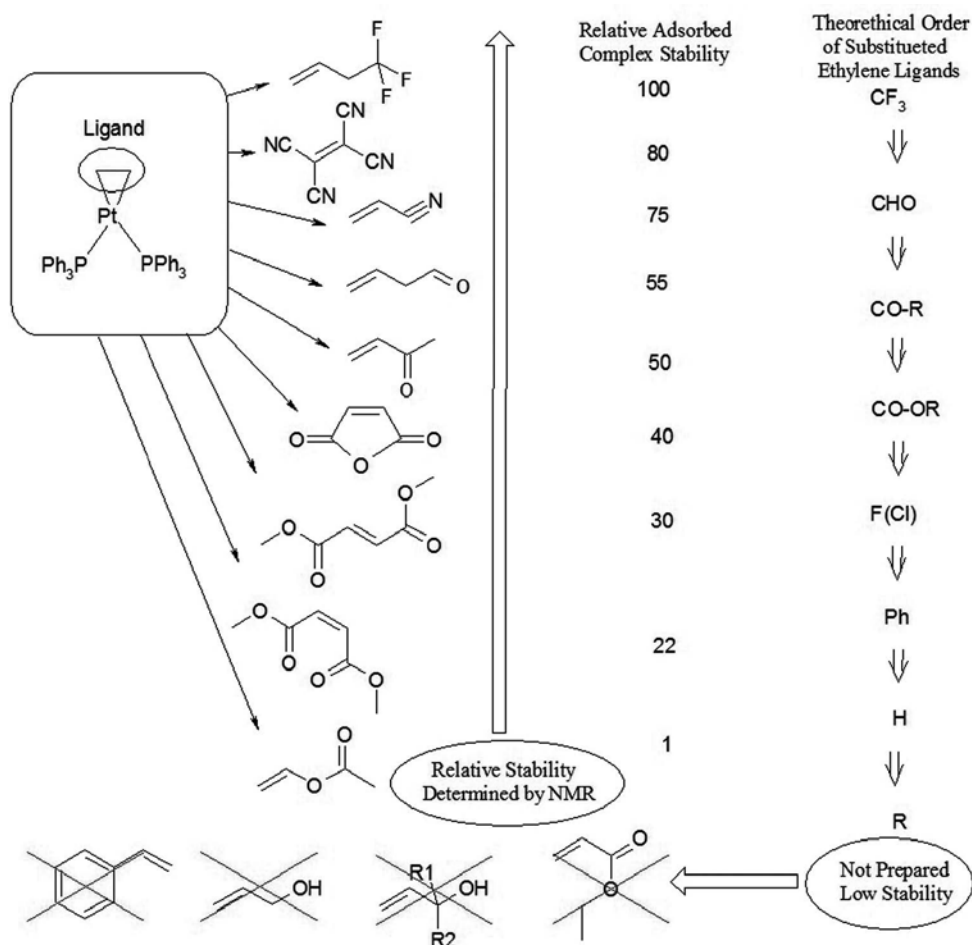 Relative Adsorbed
Complex Stability
Theorethical Order
of Substitueted
Ethylene Ligands
Ligand
Pt
Ph3P
PPh3
F
F
F
100
CF3
CN
NC
CN
CN
80
N
75
CHO
O
55
CO-R
O
50
CO-OR
O
O
O
40
O
O
O
O
30
F(Cl)
O
O
O
O
22
Ph
O
O
1
H
Relative Stability
Determined by NMR
R
OH
R1
OH
R2
O
O
Not Prepared
Low Stability